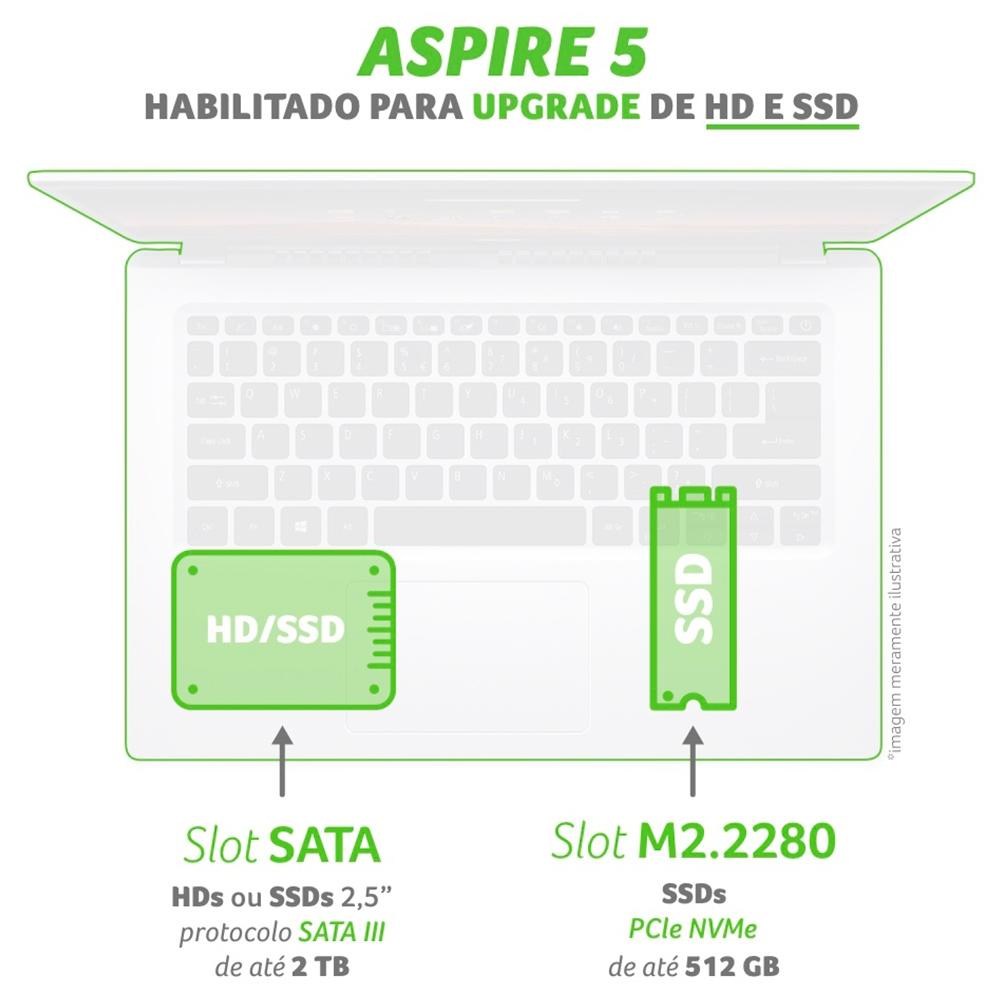 ASPIRE 5
HABILITADO PARA UPGRADE DE HD E SSD
HD/SSD
SSD
*imagem meramente ilustrativa
Slot SATA
HDs ou SSDs 2,5”
protocolo SATA III
de até 2 TB
Slot M2.2280
SSDs
PCIe NVMe
de até 512 GB